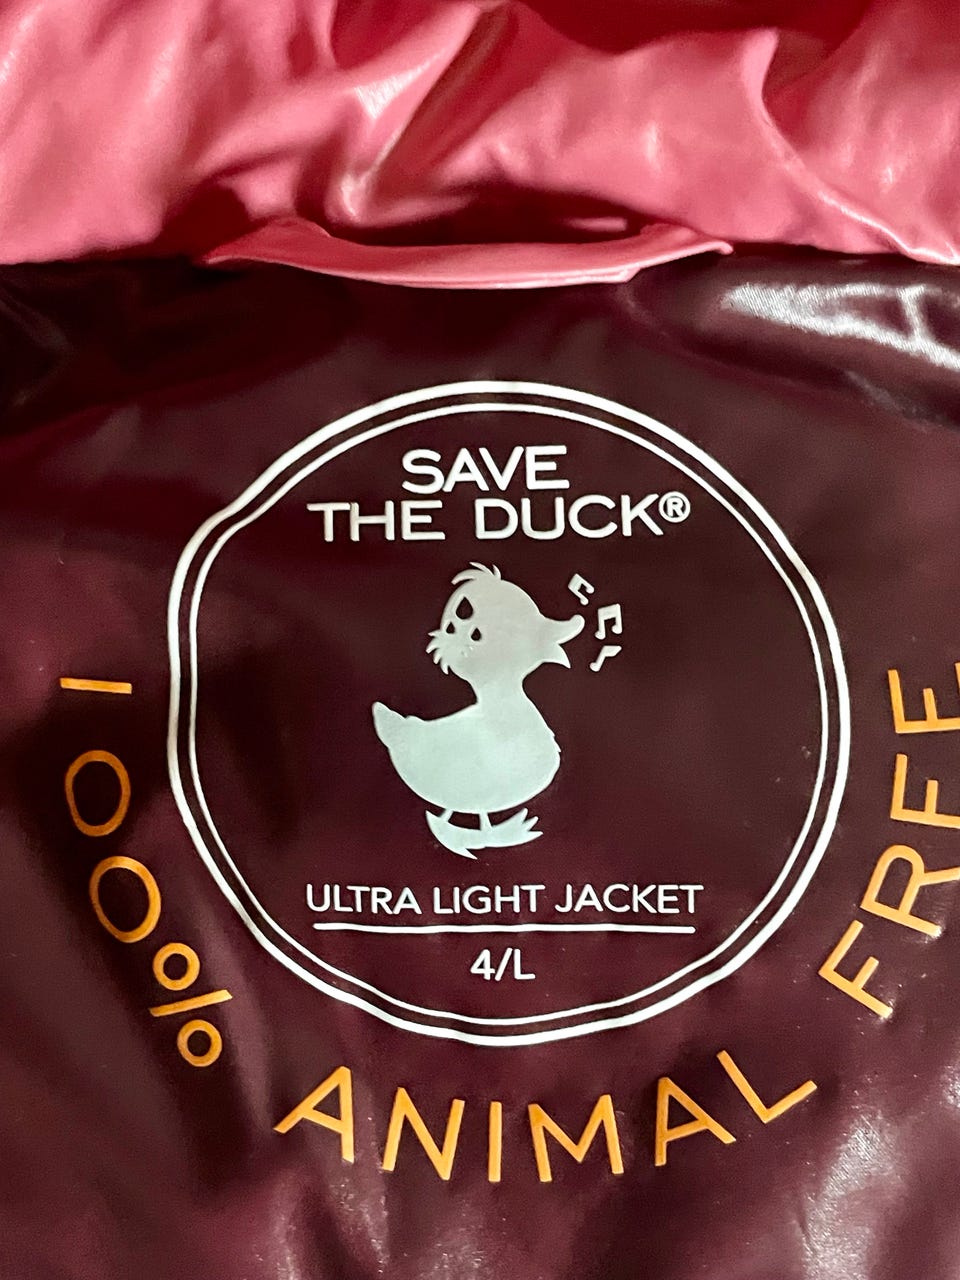 SAVE
THE DUCK®
ULTRA LIGHT JACKET
4/L
100% ANIMAL FREE